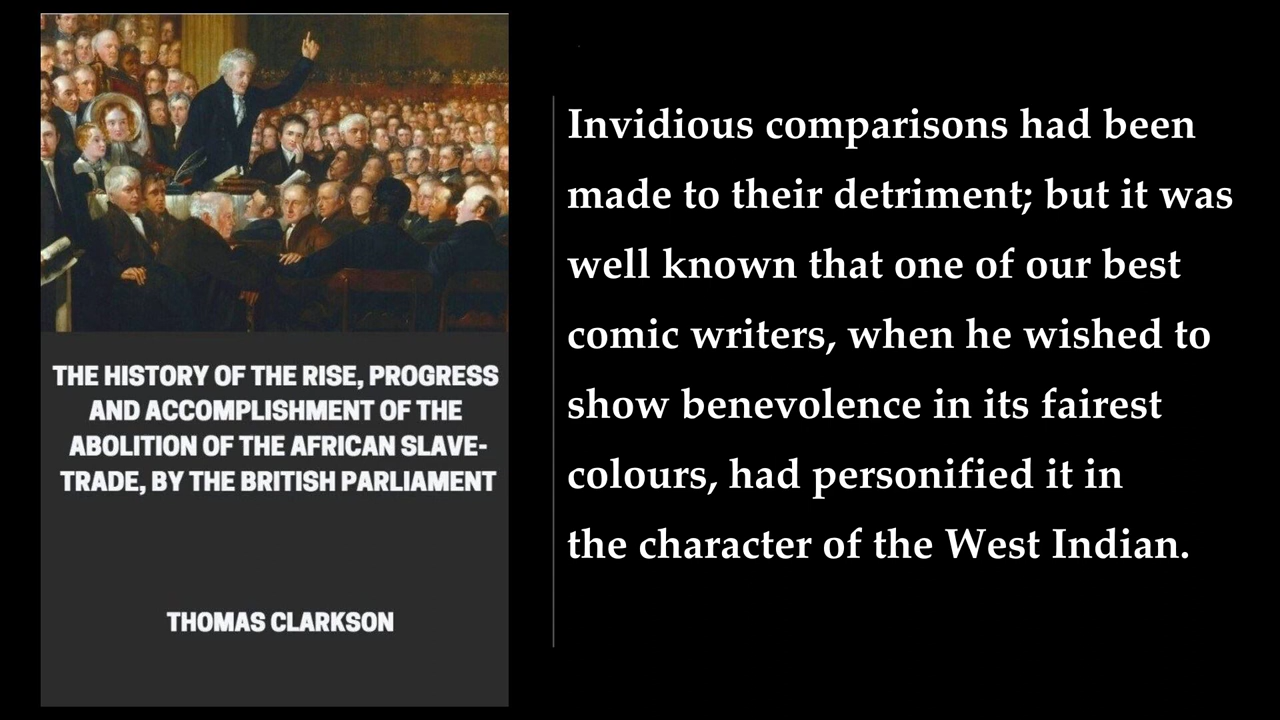 THE HISTORY OF THE RISE, PROGRESS
AND ACCOMPLISHMENT OF THE
ABOLITION OF THE AFRICAN SLAVE-
TRADE, BY THE BRITISH PARLIAMENT
THOMAS CLARKSON
Invidious comparisons had been
made to their detriment; but it was
well known that one of our best
comic writers, when he wished to
show benevolence in its fairest
colours, had personified it in
the character of the West Indian.